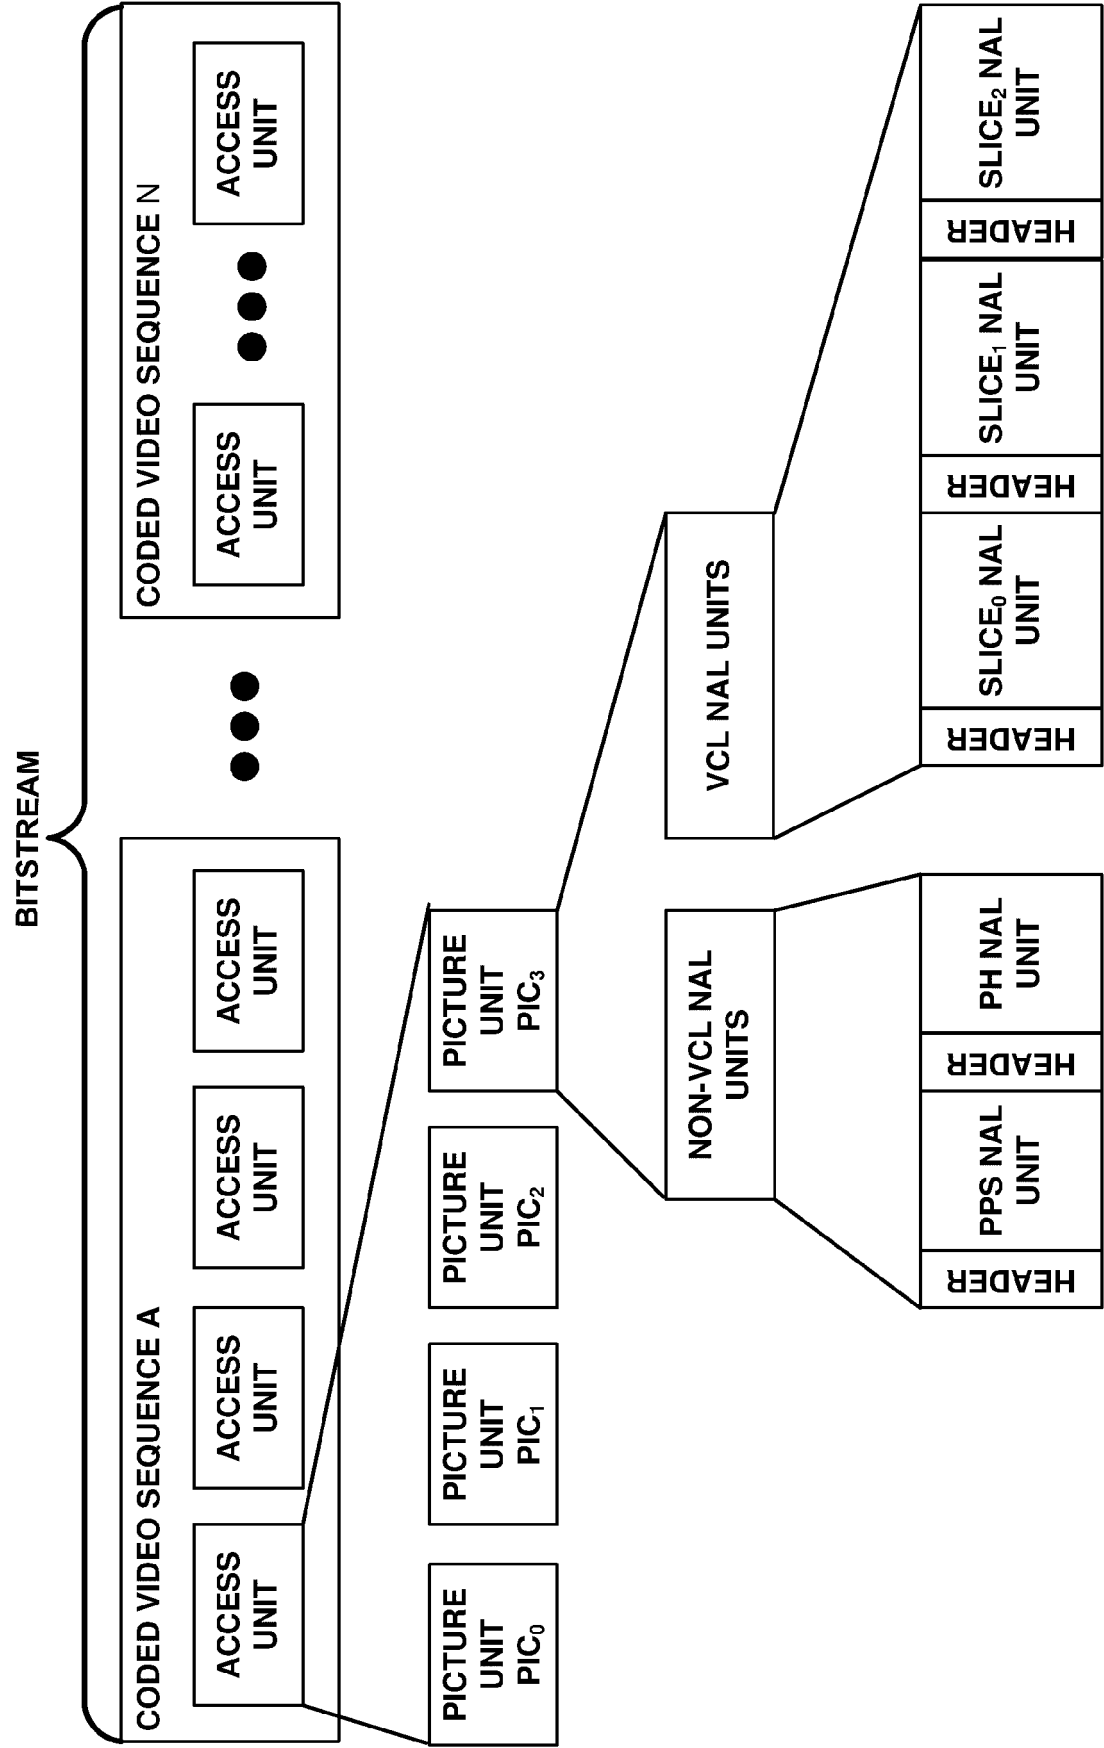 BITSTREAM
CODED VIDEO SEQUENCE A
ACCESS
UNIT
ACCESS
UNIT
ACCESS
UNIT
ACCESS
UNIT
CODED VIDEO SEQUENCE N
ACCESS
UNIT
ACCESS
UNIT
PICTURE
UNIT
PIC₀
PICTURE
UNIT
PIC₁
PICTURE
UNIT
PIC₂
PICTURE
UNIT
PIC₃
NON-VCL NAL
UNITS
VCL NAL UNITS
HEADER
PPS NAL
UNIT
HEADER
PH NAL
UNIT
HEADER
SLICE₀ NAL
UNIT
HEADER
SLICE₁ NAL
UNIT
HEADER
SLICE₂ NAL
UNIT